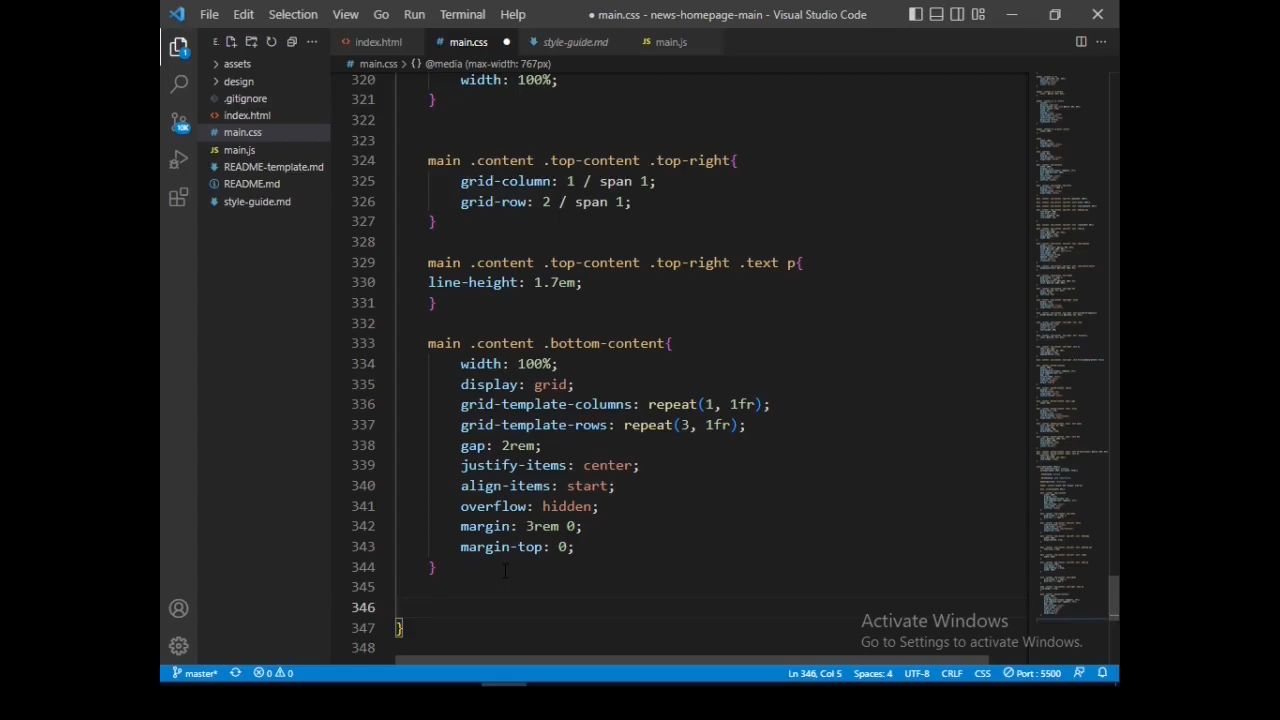 File Edit Selection View Go Run Terminal Help
● main.css - news-homepage-main - Visual Studio Code
E.
index.html
main.css
style-guide.md
main.js
main.css > {} @media (max-width: 767px)
assets
design
.gitignore
index.html
main.css
main.js
README-template.md
README.md
style-guide.md
1
10K
320 width: 100%;
321 }
322
323
324 main .content .top-content .top-right{
325 grid-column: 1 / span 1;
326 grid-row: 2 / span 1;
327 }
328
329 main .content .top-content .top-right .text p{
330 line-height: 1.7em;
331 }
332
333 main .content .bottom-content{
334 width: 100%;
335 display: grid;
336 grid-template-columns: repeat(1, 1fr);
337 grid-template-rows: repeat(3, 1fr);
338 gap: 2rem;
339 justify-items: center;
340 align-items: start;
341 overflow: hidden;
342 margin: 3rem 0;
343 margin-top: 0;
344 }
345
346
347 }
348
Activate Windows
Go to Settings to activate Windows.
master* 0 0 Ln 346, Col 5 Spaces: 4 UTF-8 CRLF CSS Port : 5500